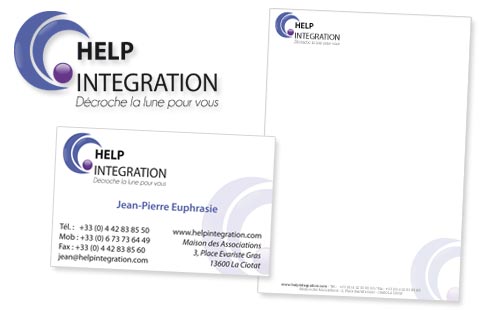 HELP
INTEGRATION
Décroche la lune pour vous
HELP
INTEGRATION
Décroche la lune pour vous
HELP
INTEGRATION
Décroche la lune pour vous
Jean-Pierre Euphrasie
Tél. : +33 (0) 4 42 83 85 50
Mob : +33 (0) 6 73 73 64 49
Fax : +33 (0) 4 42 83 85 60
jean@helpintegration.com
www.helpintegration.com
Maison des Associations
3, Place Evariste Gras
13600 La Ciotat
www.helpintegration.com